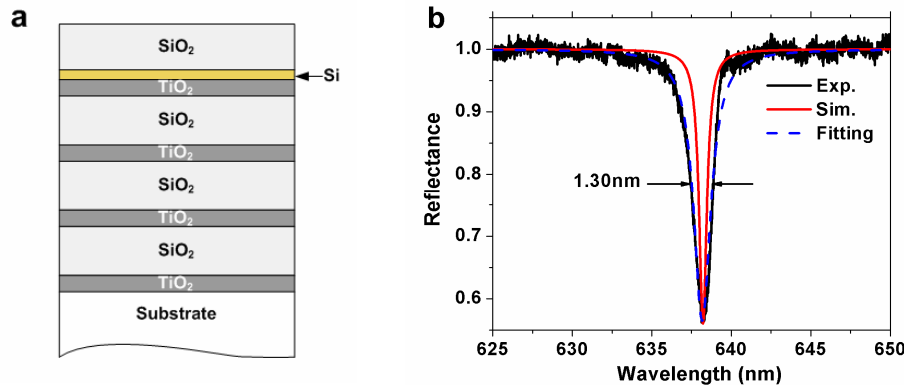 a
SiO2
Si
TiO2
SiO2
TiO2
SiO2
TiO2
SiO2
TiO2
Substrate
b
Reflectance
1.0
0.9
0.8
0.7
0.6
Exp.
Sim.
Fitting
1.30nm
625 630 635 640 645 650
Wavelength (nm)